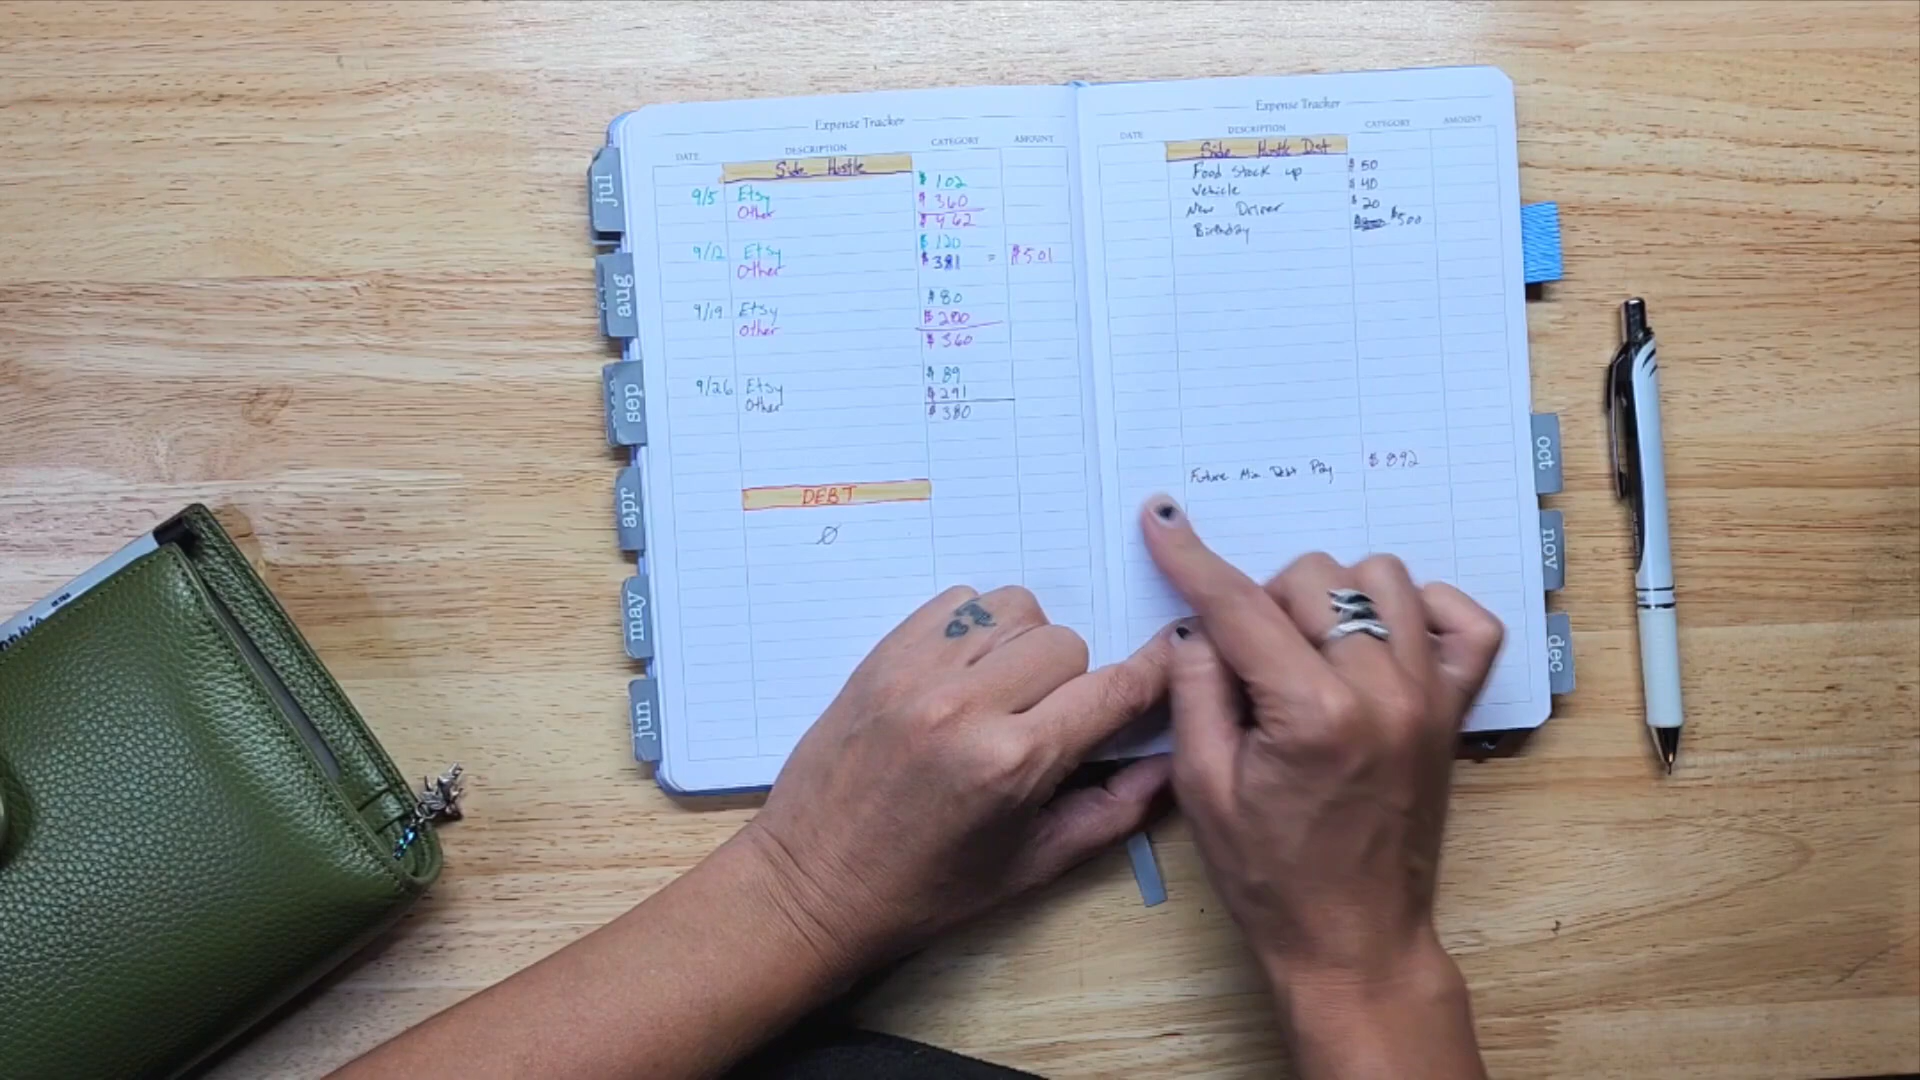 Expense Tracker
DATE DESCRIPTION CATEGORY AMOUNT
Side Hustle
9/5 Etsy $102
Other $360
$462
9/12 Etsy $120
Other $381 = $501
9/19 Etsy $80
Other $280
$360
9/26 Etsy $89
Other $291
$380
DEBT
Ø
Expense Tracker
DATE DESCRIPTION CATEGORY AMOUNT
Side Hustle Dist
Food Stock up $50
Vehicle $40
New Driver $20
Birthday $500
Future Min. Debt Pay $892
jul
aug
sep
apr
may
jun
oct
nov
dec